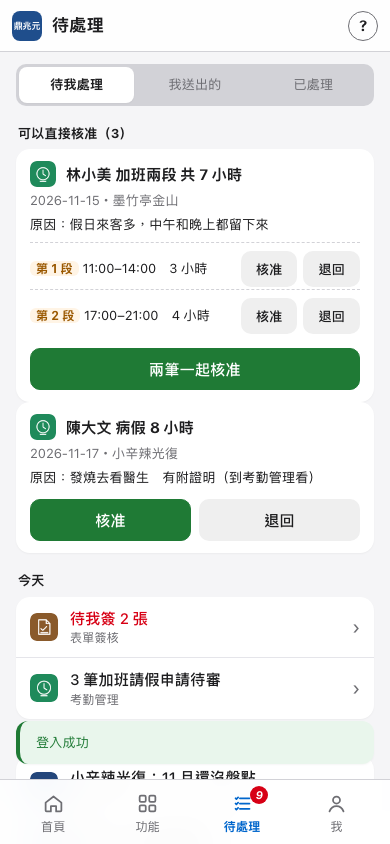 鼎兆元 待處理 ?
待我處理 我送出的 已處理
可以直接核准（3）
林小美 加班兩段 共 7 小時
2026-11-15・墨竹亭金山
原因：假日來客多，中午和晚上都留下來
第 1 段 11:00–14:00 3 小時 核准 退回
第 2 段 17:00–21:00 4 小時 核准 退回
兩筆一起核准
陳大文 病假 8 小時
2026-11-17・小辛辣光復
原因：發燒去看醫生 有附證明（到考勤管理看）
核准 退回
今天
待我簽 2 張
表單簽核
3 筆加班請假申請待審
考勤管理
登入成功
小辛辣光復：11 月還沒盤點
9
首頁 功能 待處理 我